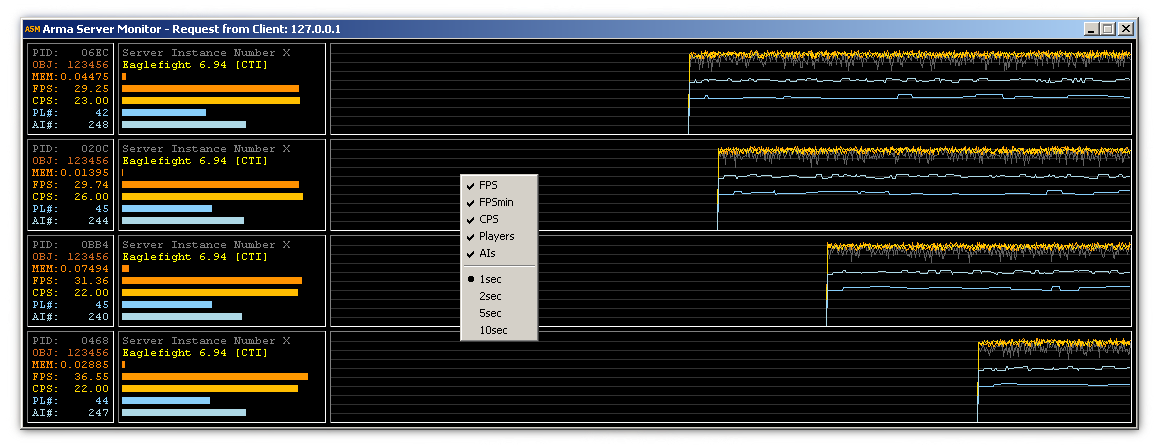 ASM Arma Server Monitor - Request from Client: 127.0.0.1
PID: 06EC Server Instance Number X
OBJ: 123456 Eaglefight 6.94 [CTI]
MEM:0.04475
FPS: 29.25
CPS: 23.00
PL#: 42
AI#: 248
PID: 020C Server Instance Number X
OBJ: 123456 Eaglefight 6.94 [CTI]
MEM:0.01395
FPS: 29.74
CPS: 26.00
PL#: 45
AI#: 244
FPS
FPSmin
CPS
Players
AIs
1sec
2sec
5sec
10sec
PID: 0BB4 Server Instance Number X
OBJ: 123456 Eaglefight 6.94 [CTI]
MEM:0.07494
FPS: 31.36
CPS: 22.00
PL#: 45
AI#: 240
PID: 0468 Server Instance Number X
OBJ: 123456 Eaglefight 6.94 [CTI]
MEM:0.02885
FPS: 36.55
CPS: 22.00
PL#: 44
AI#: 247